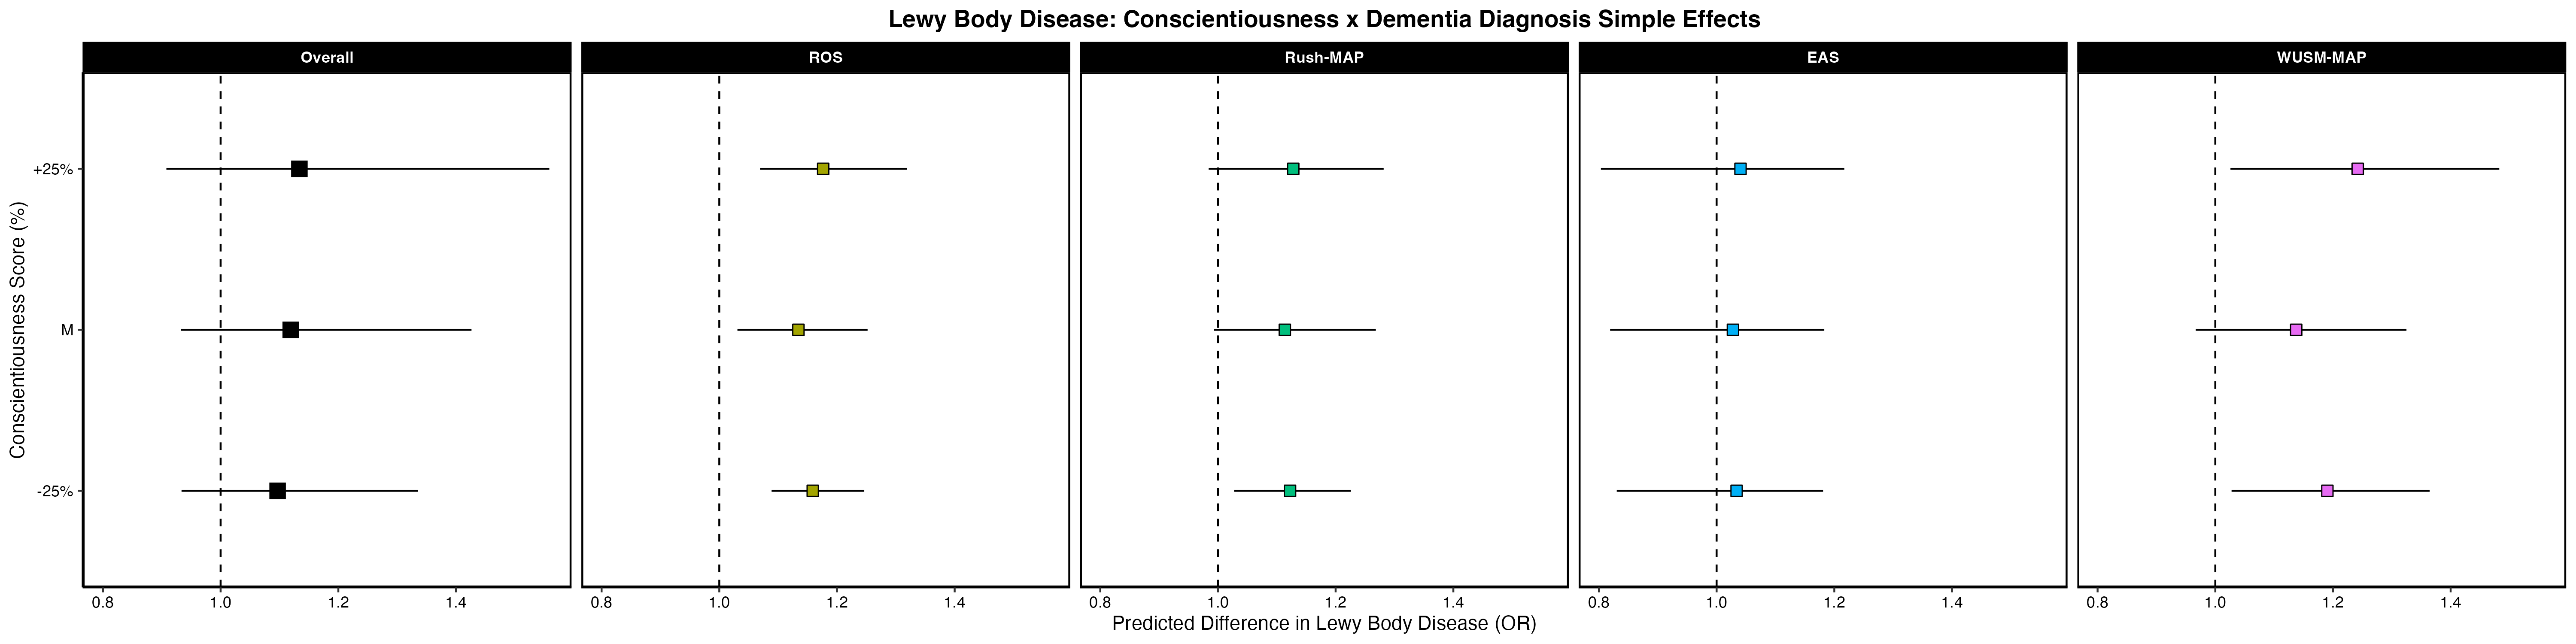 Lewy Body Disease: Conscientiousness x Dementia Diagnosis Simple Effects
Overall ROS Rush-MAP EAS WUSM-MAP
Conscientiousness Score (%)
+25%
M
-25%
0.8 1.0 1.2 1.4 0.8 1.0 1.2 1.4 0.8 1.0 1.2 1.4 0.8 1.0 1.2 1.4 0.8 1.0 1.2 1.4
Predicted Difference in Lewy Body Disease (OR)